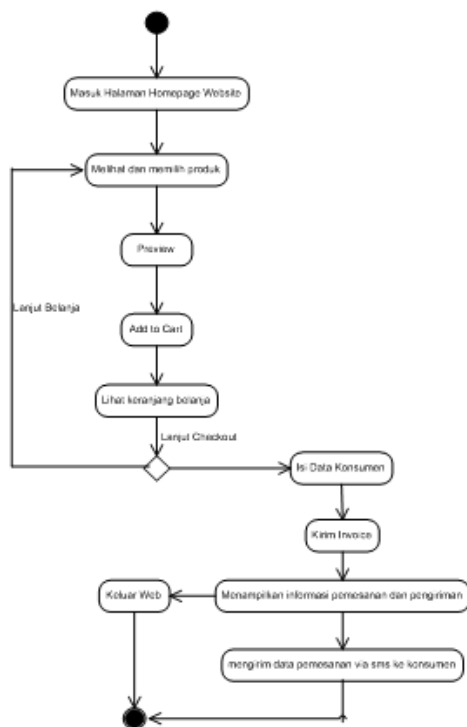 Masuk Halaman Homepage Website
Melihat dan memilih produk
Preview
Lanjut Belanja
Add to Cart
Lihat keranjang belanja
Lanjut Checkout
Isi Data Konsumen
Kirim Invoice
Keluar Web
Menampilkan informasi pemesanan dan pengiriman
mengirim data pemesanan via sms ke konsumen